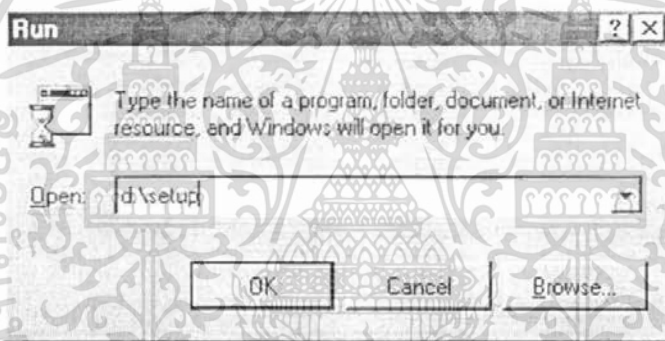 Run
Type the name of a program, folder, document, or Internet
resource, and Windows will open it for you.
Open: d:\setup
OK Cancel Browse...